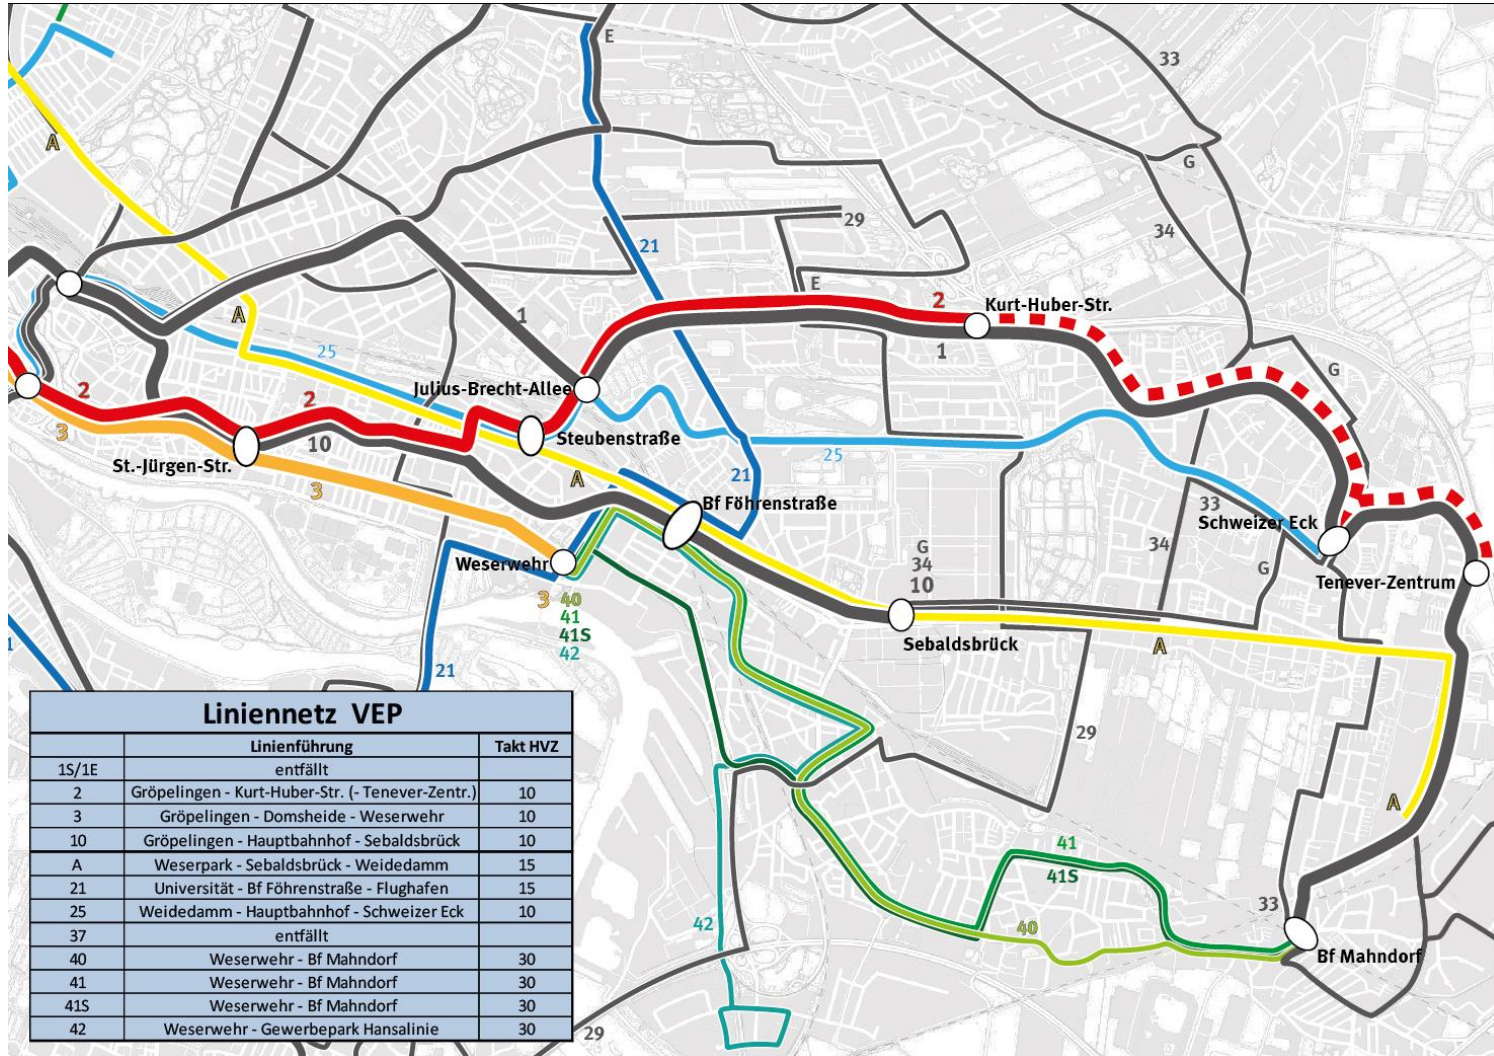 E
33
A
G
29
34
21
E
A
2
Kurt-Huber-Str.
1
1
25
G
Julius-Brecht-Allee
2
2
Steubenstraße
3
10
25
St.-Jürgen-Str.
A
21
3
Bf Föhrenstraße
33
Schweizer Eck
G
34
10
34
Weserwehr
G
Tenever-Zentrum
3
40
41
41S
42
Sebaldsbrück
A
1
21
29
A
41
41S
42
40
33
Bf Mahndorf
29
Liniennetz VEP
Linienführung Takt HVZ
1S/1E entfällt
2 Gröpelingen - Kurt-Huber-Str. (- Tenever-Zentr.) 10
3 Gröpelingen - Domsheide - Weserwehr 10
10 Gröpelingen - Hauptbahnhof - Sebaldsbrück 10
A Weserpark - Sebaldsbrück - Weidedamm 15
21 Universität - Bf Föhrenstraße - Flughafen 15
25 Weidedamm - Hauptbahnhof - Schweizer Eck 10
37 entfällt
40 Weserwehr - Bf Mahndorf 30
41 Weserwehr - Bf Mahndorf 30
41S Weserwehr - Bf Mahndorf 30
42 Weserwehr - Gewerbepark Hansalinie 30